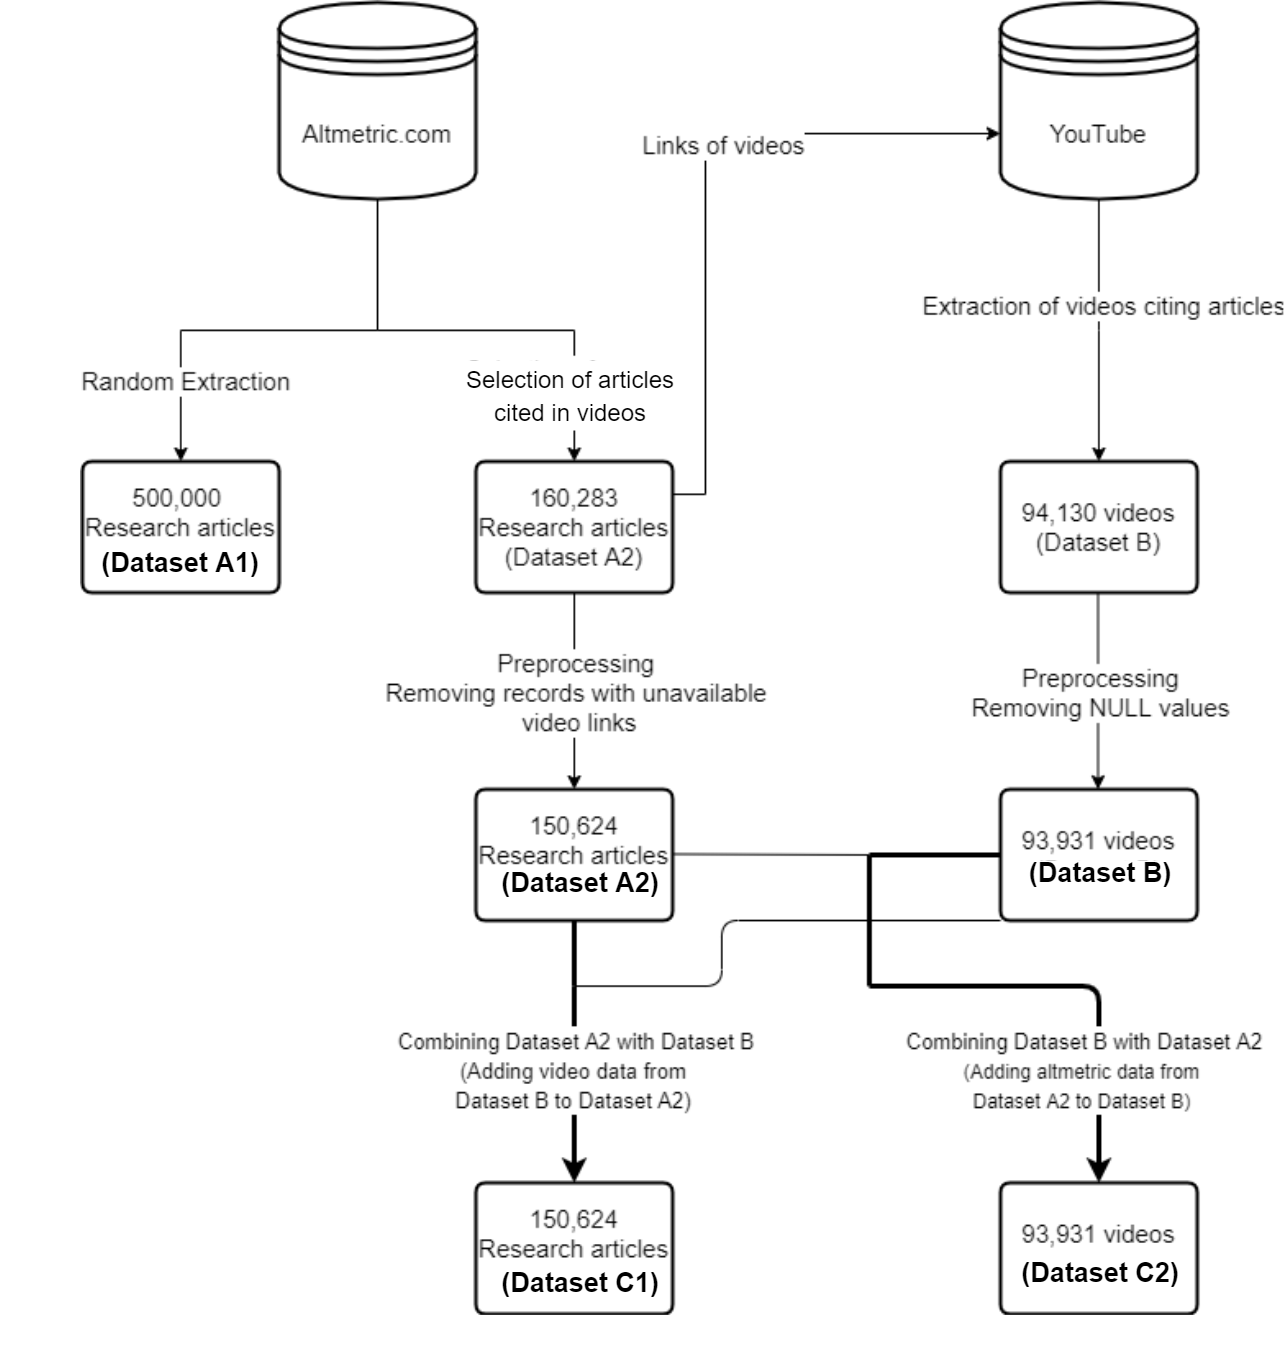 Altmetric.com
YouTube
Links of videos
Extraction of videos citing articles
Random Extraction
Selection of articles
cited in videos
500,000
Research articles
(Dataset A1)
160,283
Research articles
(Dataset A2)
94,130 videos
(Dataset B)
Preprocessing
Removing records with unavailable
video links
Preprocessing
Removing NULL values
150,624
Research articles
(Dataset A2)
93,931 videos
(Dataset B)
Combining Dataset A2 with Dataset B
(Adding video data from
Dataset B to Dataset A2)
Combining Dataset B with Dataset A2
(Adding altmetric data from
Dataset A2 to Dataset B)
150,624
Research articles
(Dataset C1)
93,931 videos
(Dataset C2)